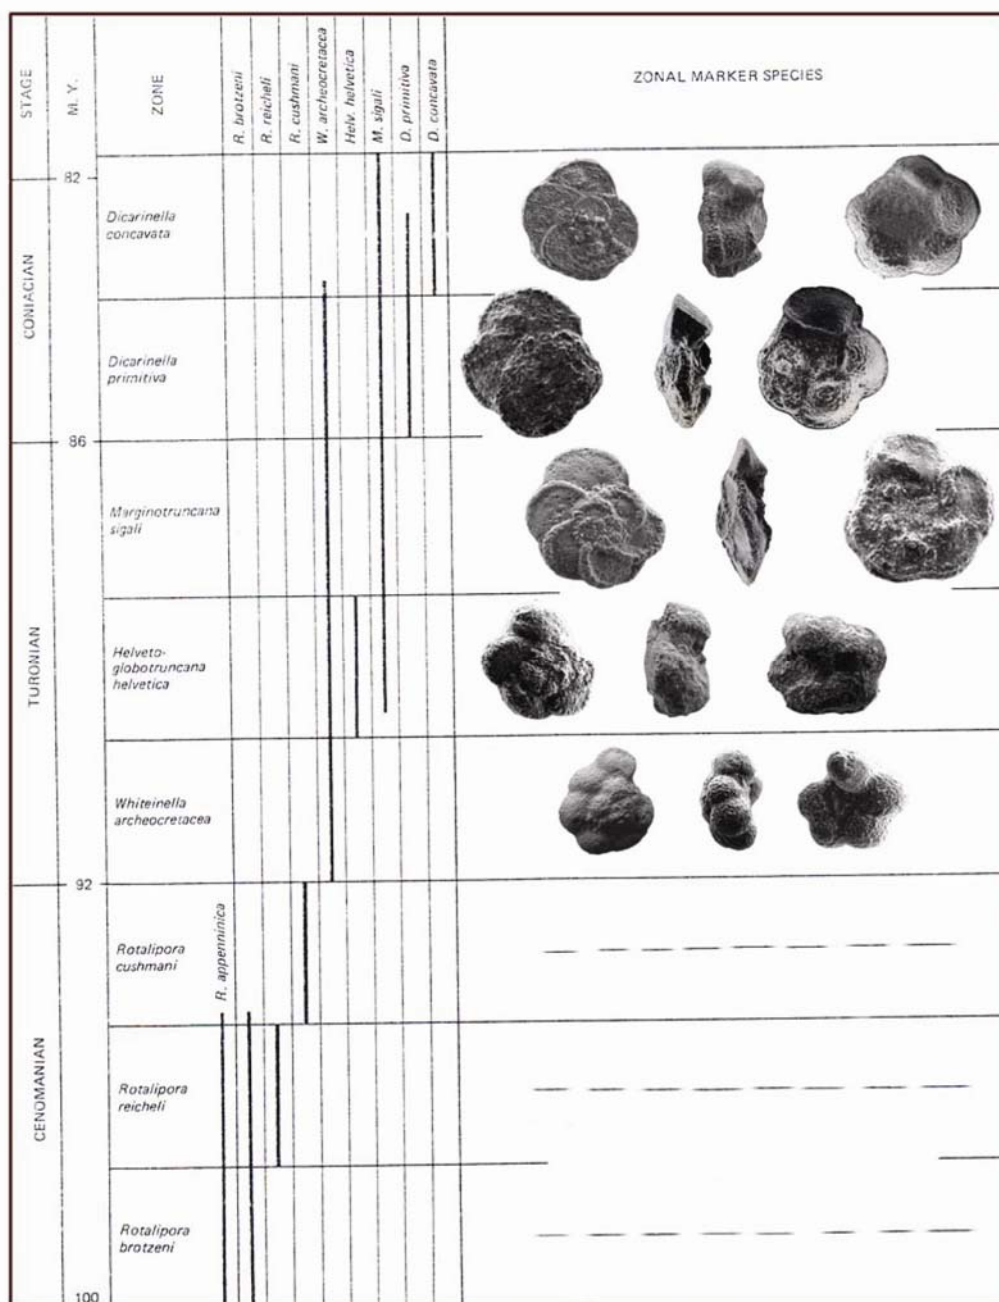 STAGE
M. Y.
ZONE
R. brotzeni
R. reicheli
R. cushmani
W. archeocretacea
Helv. helvetica
M. sigali
D. primitiva
D. concavata
ZONAL MARKER SPECIES
82
Dicarinella
concavata
CONIACIAN
Dicarinella
primitiva
86
Marginotruncana
sigali
TURONIAN
Helveto-
globotruncana
helvetica
Whiteinella
archeocretacea
92
R. appenninica
Rotalipora
cushmani
CENOMANIAN
Rotalipora
reicheli
Rotalipora
brotzeni
100